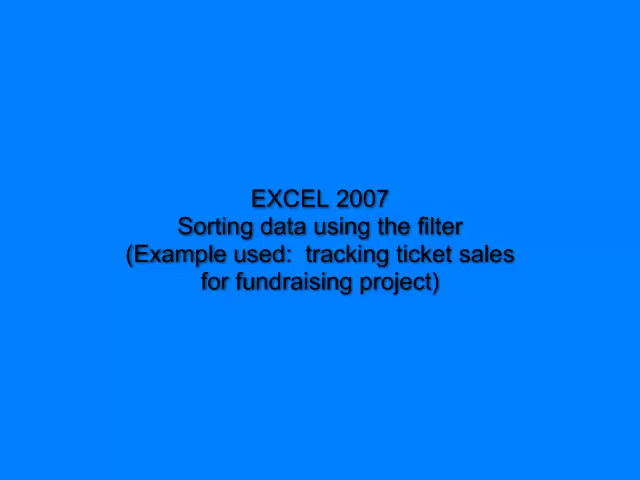 EXCEL 2007
Sorting data using the filter
(Example used:  tracking ticket sales
for fundraising project)